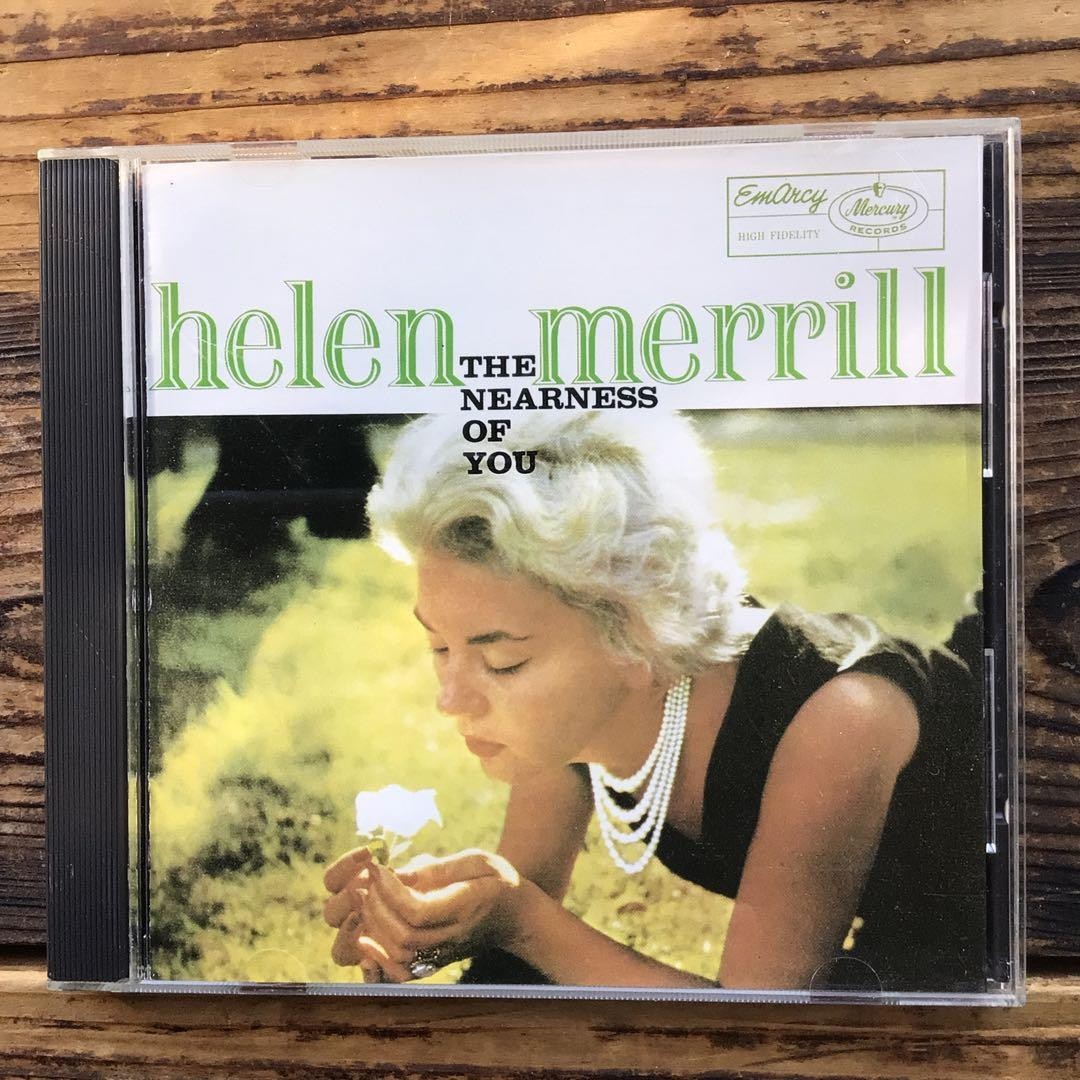 EmArcy
HIGH FIDELITY
Mercury
RECORDS
helen merrill
THE
NEARNESS
OF
YOU